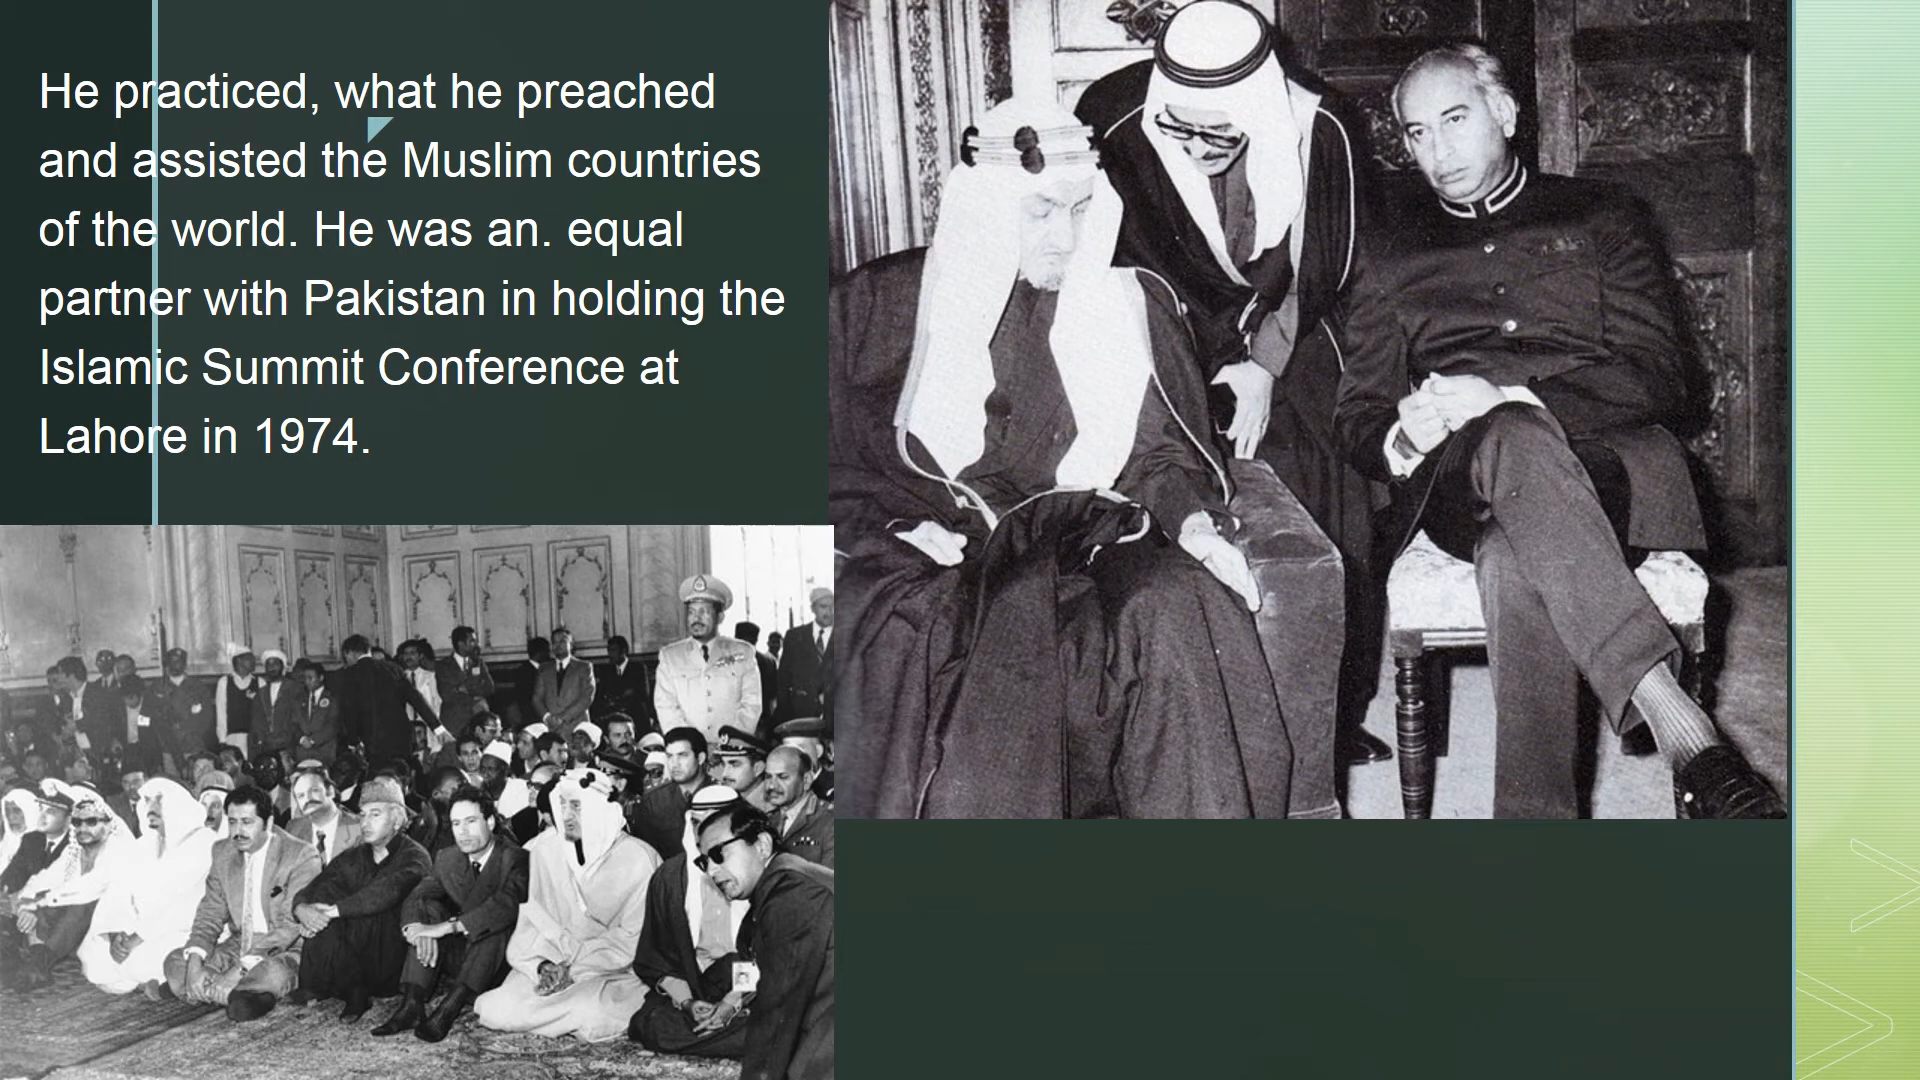 He practiced, what he preached
and assisted the Muslim countries
of the world. He was an. equal
partner with Pakistan in holding the
Islamic Summit Conference at
Lahore in 1974.